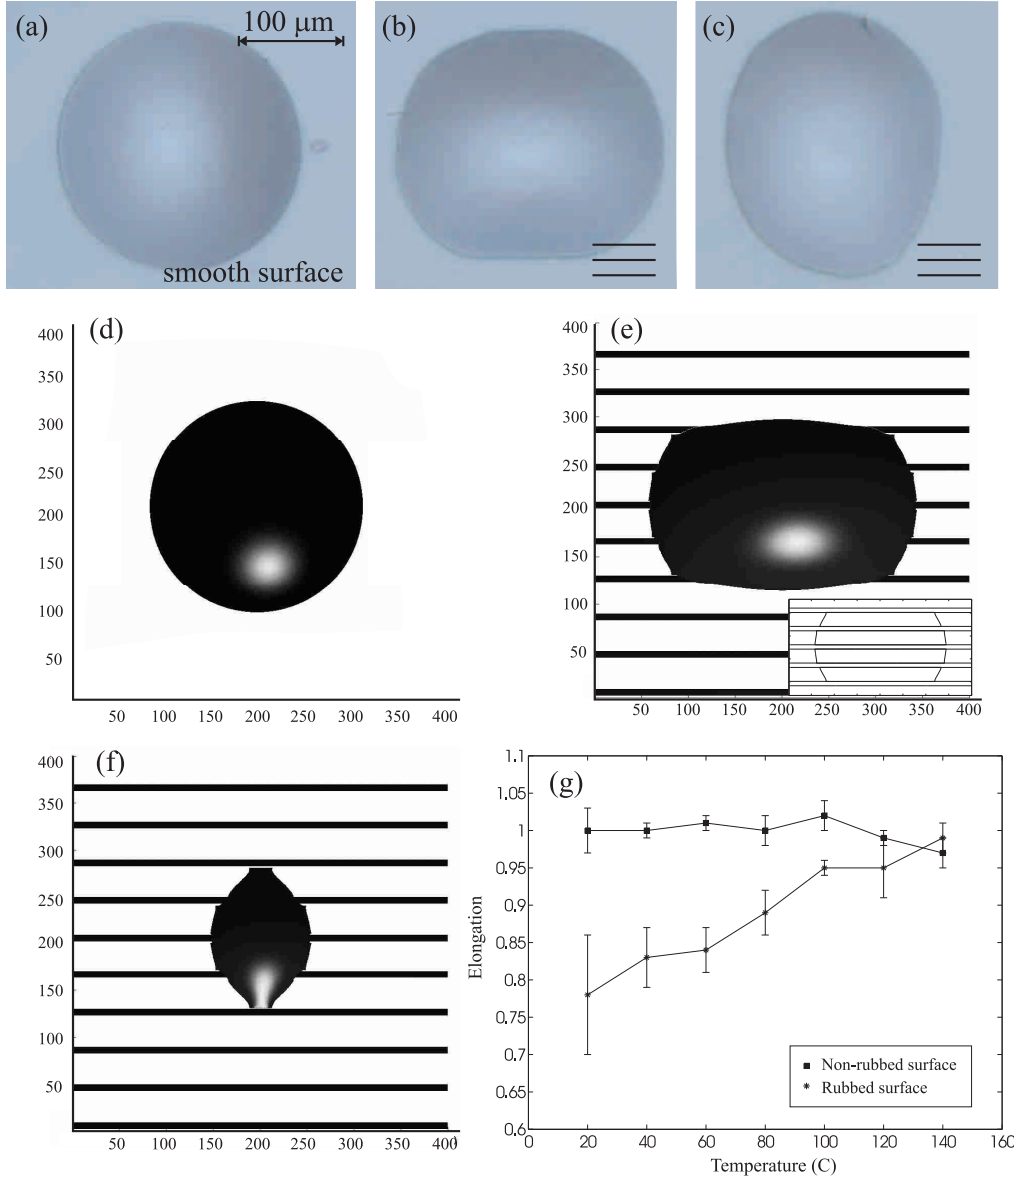 (a)
100 μm
smooth surface
(b)
(c)
(d)
400
350
300
250
200
150
100
50
50 100 150 200 250 300 350 400
(e)
400
350
300
250
200
150
100
50
50 100 150 200 250 300 350 400
(f)
400
350
300
250
200
150
100
50
50 100 150 200 250 300 350 400
(g)
1.1
1.05
1
0.95
0.9
0.85
0.8
0.75
0.7
0.65
0.6
Elongation
0 20 40 60 80 100 120 140 160
Temperature (C)
Non-rubbed surface
Rubbed surface